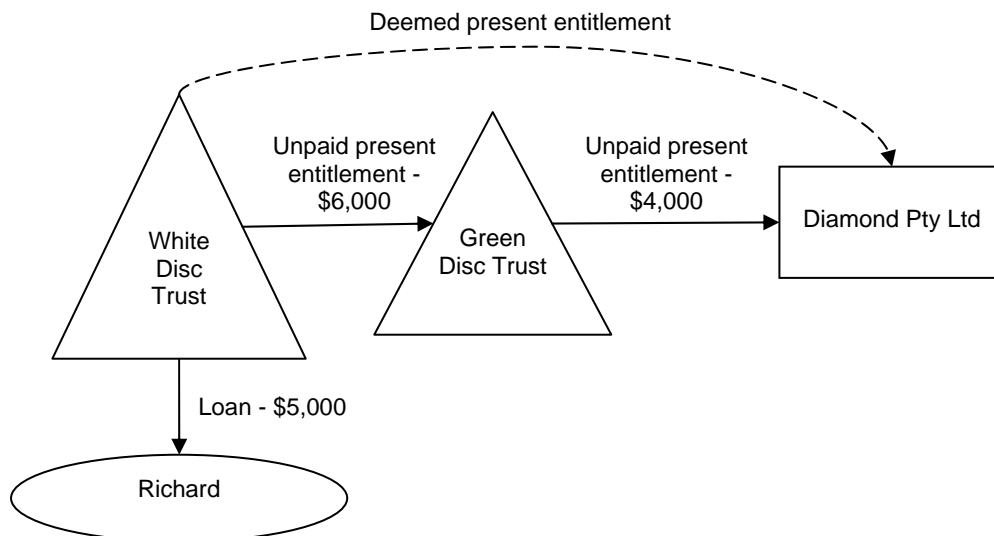 Deemed present entitlement
Unpaid present
entitlement -
$6,000
Unpaid present
entitlement -
$4,000
White
Disc
Trust
Green
Disc Trust
Diamond Pty Ltd
Loan - $5,000
Richard